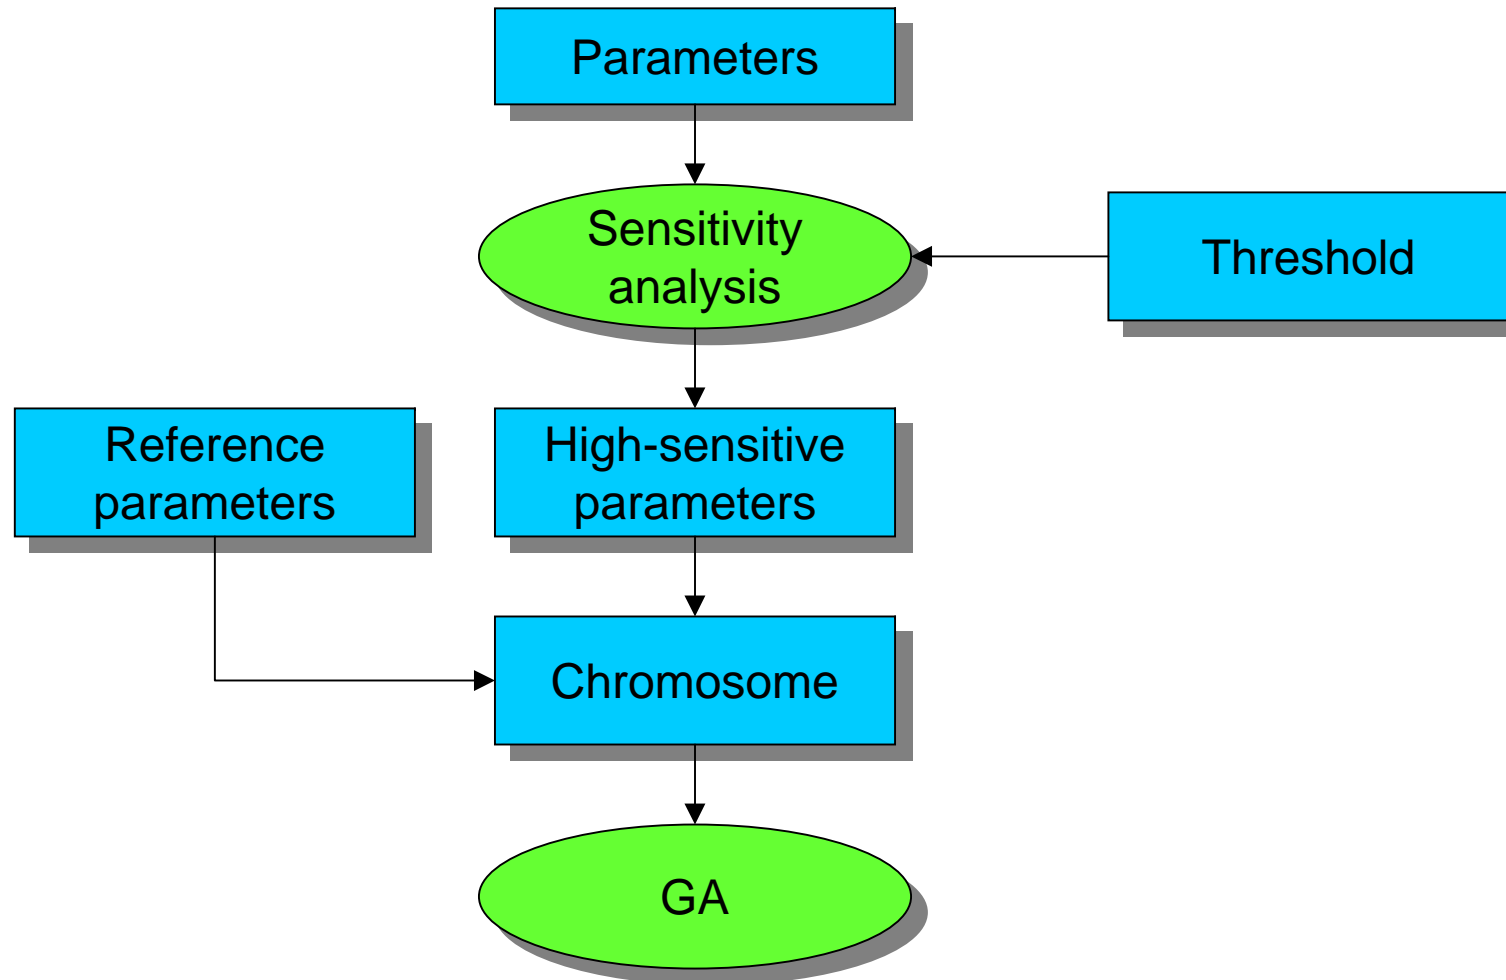 Parameters
Sensitivity
analysis
Threshold
Reference
parameters
High-sensitive
parameters
Chromosome
GA